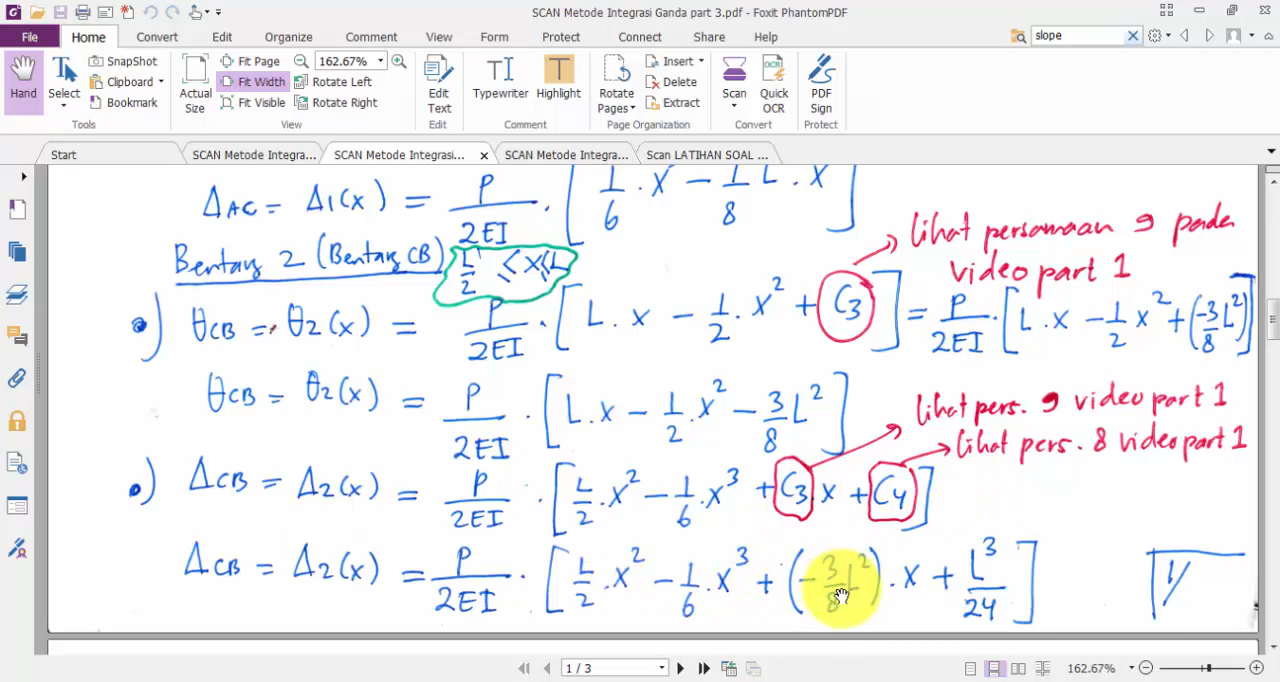 SCAN Metode Integrasi Ganda part 3.pdf - Foxit PhantomPDF
File Home Convert Edit Organize Comment View Form Protect Connect Share Help slope
Hand Select SnapShot Clipboard Bookmark Actual Size Fit Page Fit Width Fit Visible 162.67% Rotate Left Rotate Right Edit Text Typewriter Highlight Rotate Pages Insert Delete Extract Scan Quick OCR PDF Sign
Tools View Edit Comment Page Organization Convert Protect
Start SCAN Metode Integra... SCAN Metode Integrasi... SCAN Metode Integra... Scan LATIHAN SOAL ...
ΔAC = Δ1(x) = P/2EI · [1/6 · x - 1/8 L · x]
Bentang 2 (Bentang CB) L/2 ≤ x ≤ L
lihat persamaan 9 pada
video part 1
•) θCB = θ2(x) = P/2EI · [L . x - 1/2 . x² + C3] = P/2EI · [L . x - 1/2 x² + (-3/8 L²)]
θCB = θ2(x) = P/2EI · [L . x - 1/2 . x² - 3/8 L²]
lihat pers. 9 video part 1
lihat pers. 8 video part 1
•) ΔCB = Δ2(x) = P/2EI · [L/2 . x² - 1/6 . x³ + C3 x + C4]
ΔCB = Δ2(x) = P/2EI · [L/2 . x² - 1/6 . x³ + (-3/8 L²) . x + L³/24]
1 / 3 162.67%